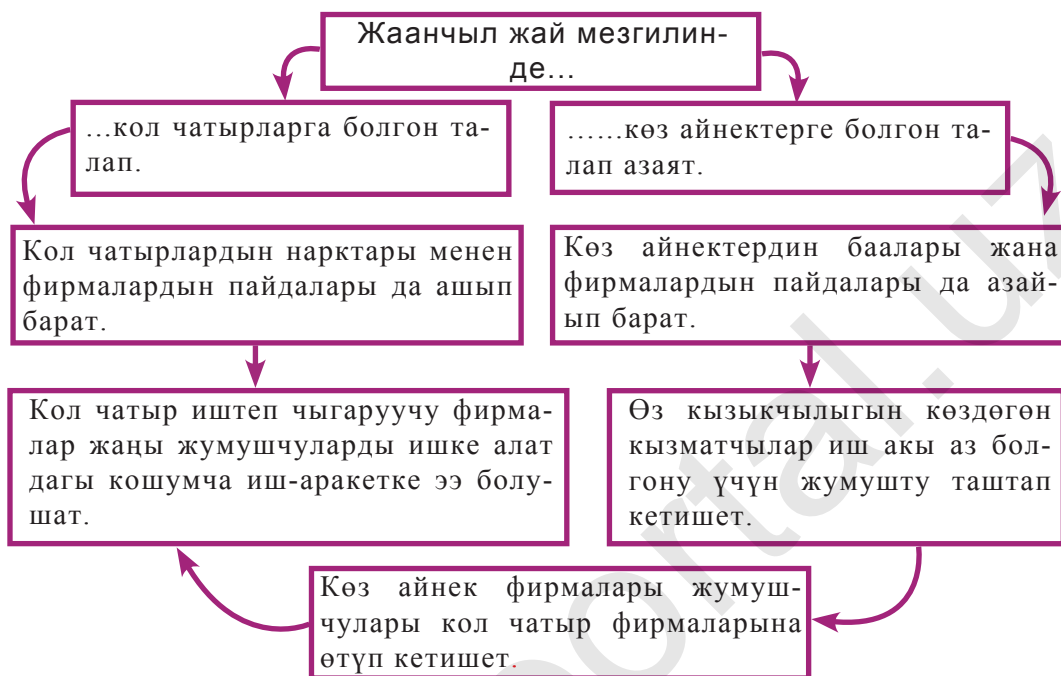 Жаанчыл жай мезгилин-
де...
...кол чатырларга болгон та-
лап.
......көз айнектерге болгон та-
лап азаят.
Кол чатырлардын нарктары менен
фирмалардын пайдалары да ашып
барат.
Көз айнектердин баалары жана
фирмалардын пайдалары да азай-
ып барат.
Кол чатыр иштеп чыгаруучу фирма-
лар жаңы жумушчуларды ишке алат
дагы кошумча иш-аракетке ээ болу-
шат.
Өз кызыкчылыгын көздөгөн
кызматчылар иш акы аз бол-
гону үчүн жумушту таштап
кетишет.
Көз айнек фирмалары жумуш-
чулары кол чатыр фирмаларына
өтүп кетишет.
portal.uz